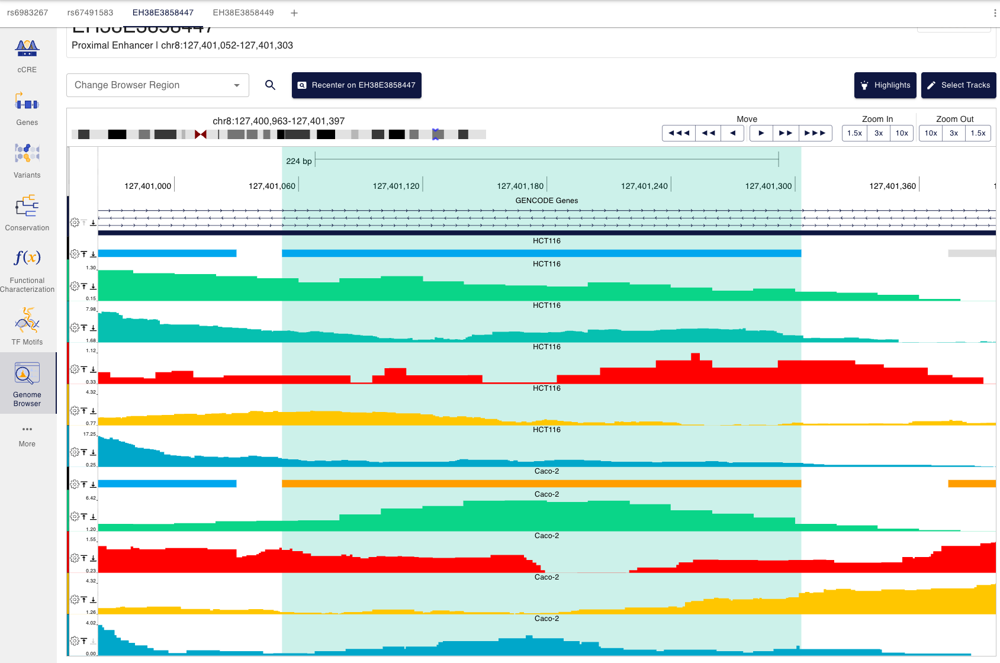 rs6983267 rs67491583 EH38E3858447 EH38E3858449 +
EH38E3858447
Proximal Enhancer | chr8:127,401,052-127,401,303
cCRE
Genes
Variants
Conservation
f(x)
Functional
Characterization
TF Motifs
Genome
Browser
More
Change Browser Region
Recenter on EH38E3858447
Highlights
Select Tracks
chr8:127,400,963-127,401,397
Move
Zoom In
Zoom Out
1.5x 3x 10x
10x 3x 1.5x
224 bp
127,401,000 127,401,060 127,401,120 127,401,180 127,401,240 127,401,300 127,401,360 1
GENCODE Genes
HCT116
HCT116
1.30
0.15
HCT116
7.98
1.68
HCT116
1.12
0.33
HCT116
4.32
0.77
HCT116
17.25
0.25
Caco-2
Caco-2
6.42
1.20
Caco-2
1.55
0.23
Caco-2
4.32
1.26
Caco-2
4.02
0.00